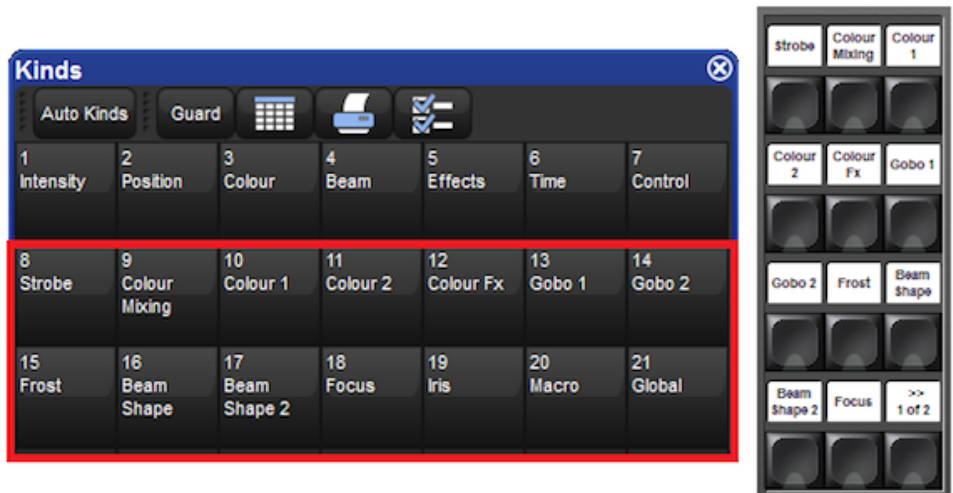 Kinds
Auto Kinds
Guard
1
Intensity
2
Position
3
Colour
4
Beam
5
Effects
6
Time
7
Control
8
Strobe
9
Colour
Mixing
10
Colour 1
11
Colour 2
12
Colour Fx
13
Gobo 1
14
Gobo 2
15
Frost
16
Beam
Shape
17
Beam
Shape 2
18
Focus
19
Iris
20
Macro
21
Global
Strobe
Colour
Mixing
Colour
1
Colour
2
Colour
Fx
Gobo 1
Gobo 2
Frost
Beam
Shape
Beam
Shape 2
Focus
>>
1 of 2